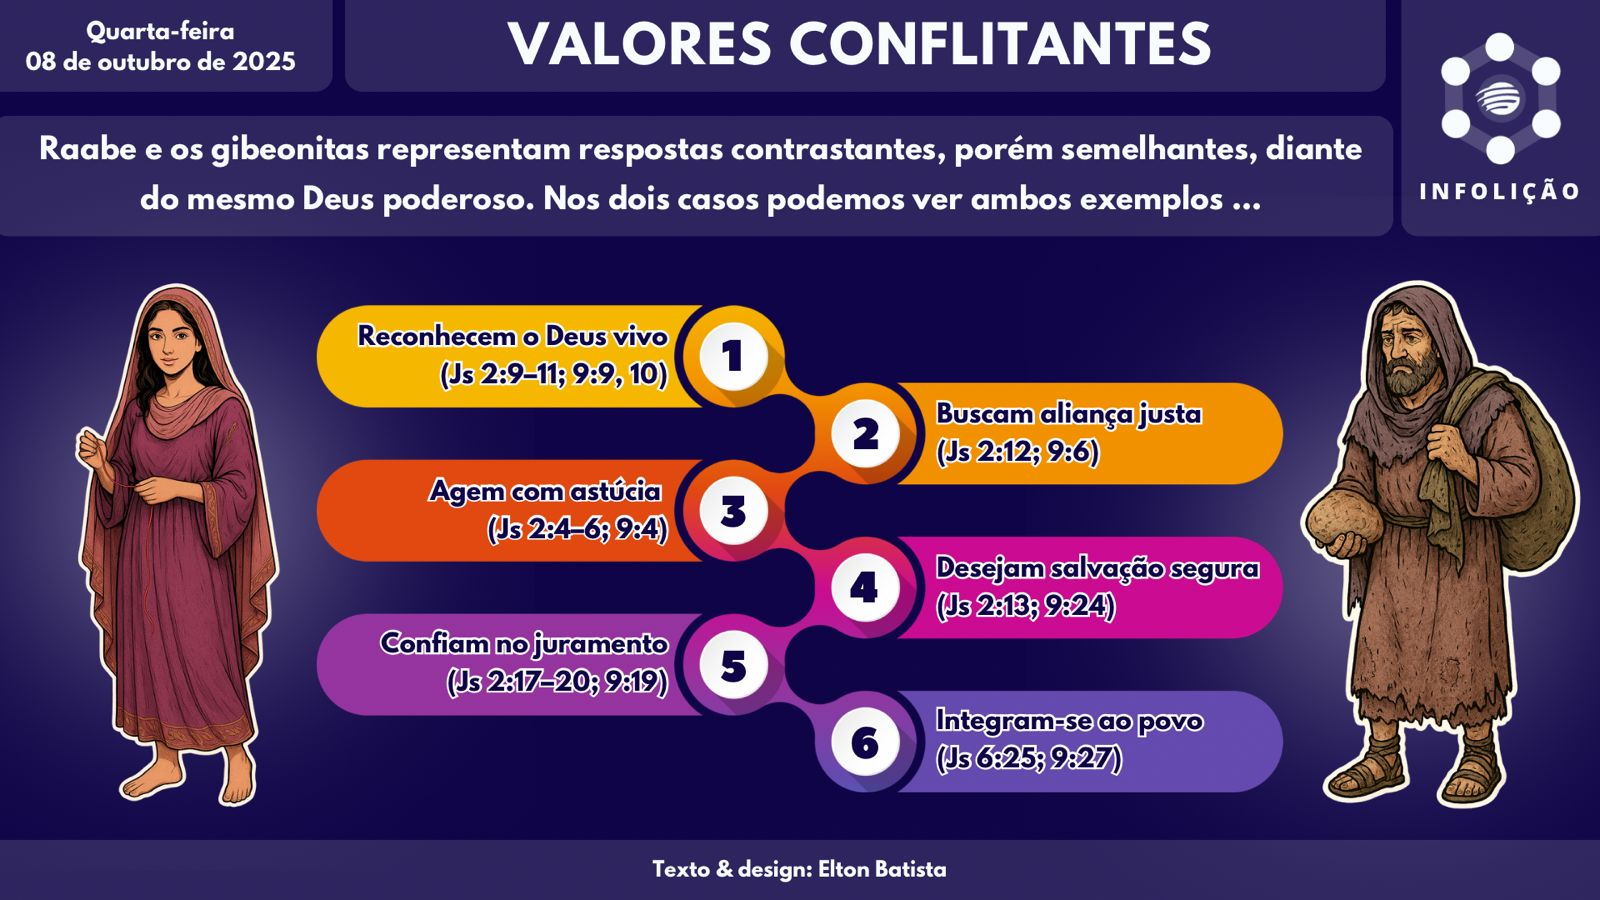 Quarta-feira
08 de outubro de 2025
VALORES CONFLITANTES
INFOLIÇÃO
Raabe e os gibeonitas representam respostas contrastantes, porém semelhantes, diante
do mesmo Deus poderoso. Nos dois casos podemos ver ambos exemplos ...
Reconhecem o Deus vivo
(Js 2:9–11; 9:9, 10)
1
2
Buscam aliança justa
(Js 2:12; 9:6)
Agem com astúcia
(Js 2:4–6; 9:4)
3
4
Desejam salvação segura
(Js 2:13; 9:24)
Confiam no juramento
(Js 2:17–20; 9:19)
5
6
Integram-se ao povo
(Js 6:25; 9:27)
Texto & design: Elton Batista